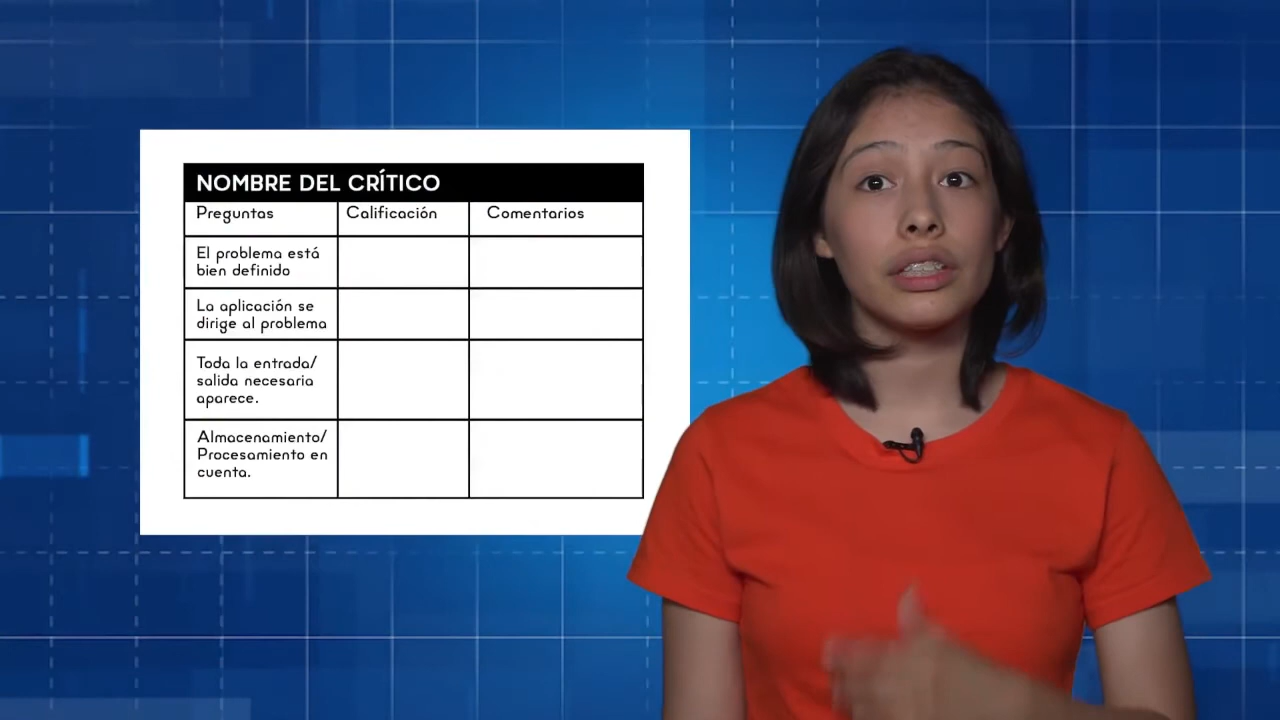 NOMBRE DEL CRÍTICO
Preguntas Calificación Comentarios
El problema está
bien definido
La aplicación se
dirige al problema
Toda la entrada/
salida necesaria
aparece.
Almacenamiento/
Procesamiento en
cuenta.